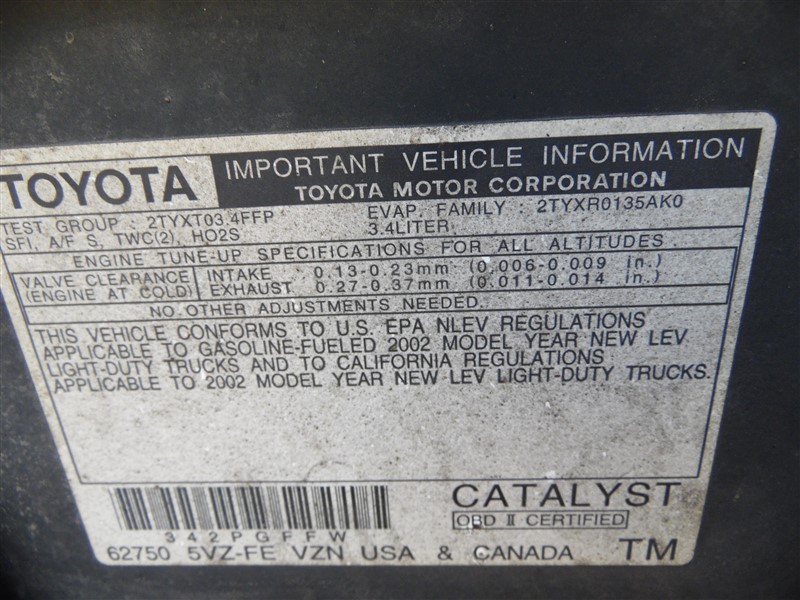 TOYOTA
IMPORTANT VEHICLE INFORMATION
TOYOTA MOTOR CORPORATION
TEST GROUP : 2TYXT03.4FFP EVAP. FAMILY : 2TYXR0135AK0
SFI, A/F S, TWC(2), HO2S 3.4LITER,
ENGINE TUNE-UP SPECIFICATIONS FOR ALL ALTITUDES
VALVE CLEARANCE INTAKE 0.13-0.23mm (0.006-0.009 in.)
(ENGINE AT COLD) EXHAUST 0.27-0.37mm (0.011-0.014 in.)
NO OTHER ADJUSTMENTS NEEDED.
THIS VEHICLE CONFORMS TO U.S. EPA NLEV REGULATIONS
APPLICABLE TO GASOLINE-FUELED 2002 MODEL YEAR NEW LEV
LIGHT-DUTY TRUCKS AND TO CALIFORNIA REGULATIONS
APPLICABLE TO 2002 MODEL YEAR NEW LEV LIGHT-DUTY TRUCKS.
CATALYST
OBD II CERTIFIED
342PGFFW
62750 5VZ-FE VZN USA & CANADA TM